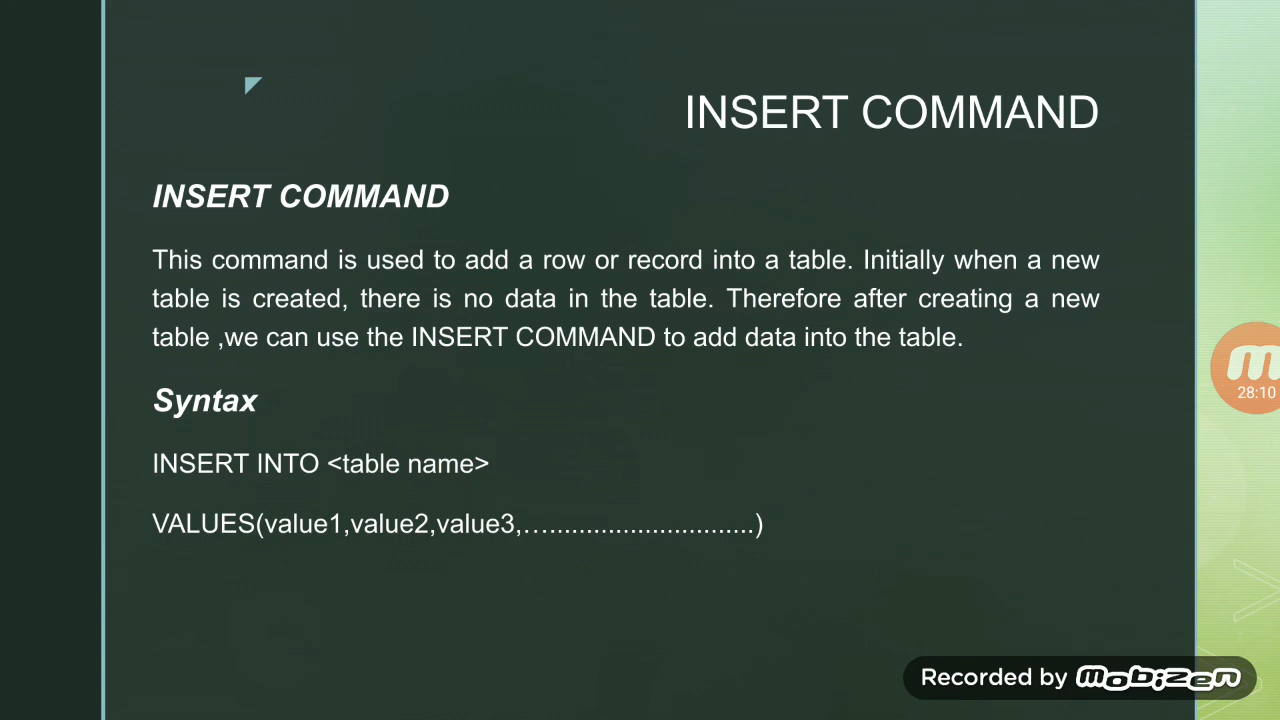 INSERT COMMAND
INSERT COMMAND
This command is used to add a row or record into a table. Initially when a new
table is created, there is no data in the table. Therefore after creating a new
table ,we can use the INSERT COMMAND to add data into the table.
Syntax
INSERT INTO <table name>
VALUES(value1,value2,value3,…............................)
28:10
Recorded by mobizen